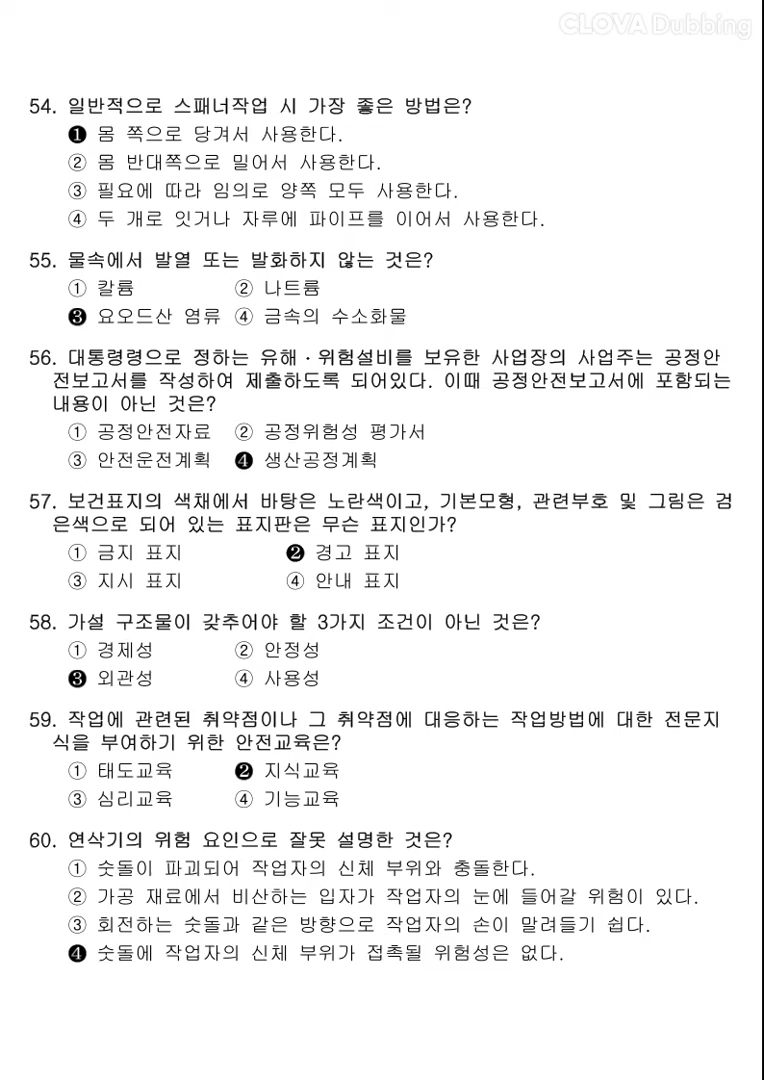 CLOVA Dubbing
54. 일반적으로 스패너작업 시 가장 좋은 방법은?
❶ 몸 쪽으로 당겨서 사용한다.
② 몸 반대쪽으로 밀어서 사용한다.
③ 필요에 따라 임의로 양쪽 모두 사용한다.
④ 두 개로 잇거나 자루에 파이프를 이어서 사용한다.
55. 물속에서 발열 또는 발화하지 않는 것은?
① 칼륨 ② 나트륨
❸ 요오드산 염류 ④ 금속의 수소화물
56. 대통령령으로 정하는 유해·위험설비를 보유한 사업장의 사업주는 공정안
전보고서를 작성하여 제출하도록 되어있다. 이때 공정안전보고서에 포함되는
내용이 아닌 것은?
① 공정안전자료 ② 공정위험성 평가서
③ 안전운전계획 ❹ 생산공정계획
57. 보건표지의 색채에서 바탕은 노란색이고, 기본모형, 관련부호 및 그림은 검
은색으로 되어 있는 표지판은 무슨 표지인가?
① 금지 표지 ❷ 경고 표지
③ 지시 표지 ④ 안내 표지
58. 가설 구조물이 갖추어야 할 3가지 조건이 아닌 것은?
① 경제성 ② 안정성
❸ 외관성 ④ 사용성
59. 작업에 관련된 취약점이나 그 취약점에 대응하는 작업방법에 대한 전문지
식을 부여하기 위한 안전교육은?
① 태도교육 ❷ 지식교육
③ 심리교육 ④ 기능교육
60. 연삭기의 위험 요인으로 잘못 설명한 것은?
① 숫돌이 파괴되어 작업자의 신체 부위와 충돌한다.
② 가공 재료에서 비산하는 입자가 작업자의 눈에 들어갈 위험이 있다.
③ 회전하는 숫돌과 같은 방향으로 작업자의 손이 말려들기 쉽다.
❹ 숫돌에 작업자의 신체 부위가 접촉될 위험성은 없다.